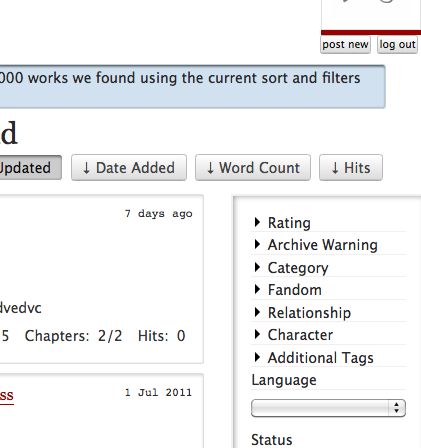 post new log out
000 works we found using the current sort and filters
d
Updated ↓ Date Added ↓ Word Count ↓ Hits
7 days ago
Rating
Archive Warning
Category
Fandom
dvedvc
Relationship
5 Chapters: 2/2 Hits: 0
Character
Additional Tags
Language
ss
1 Jul 2011
Status